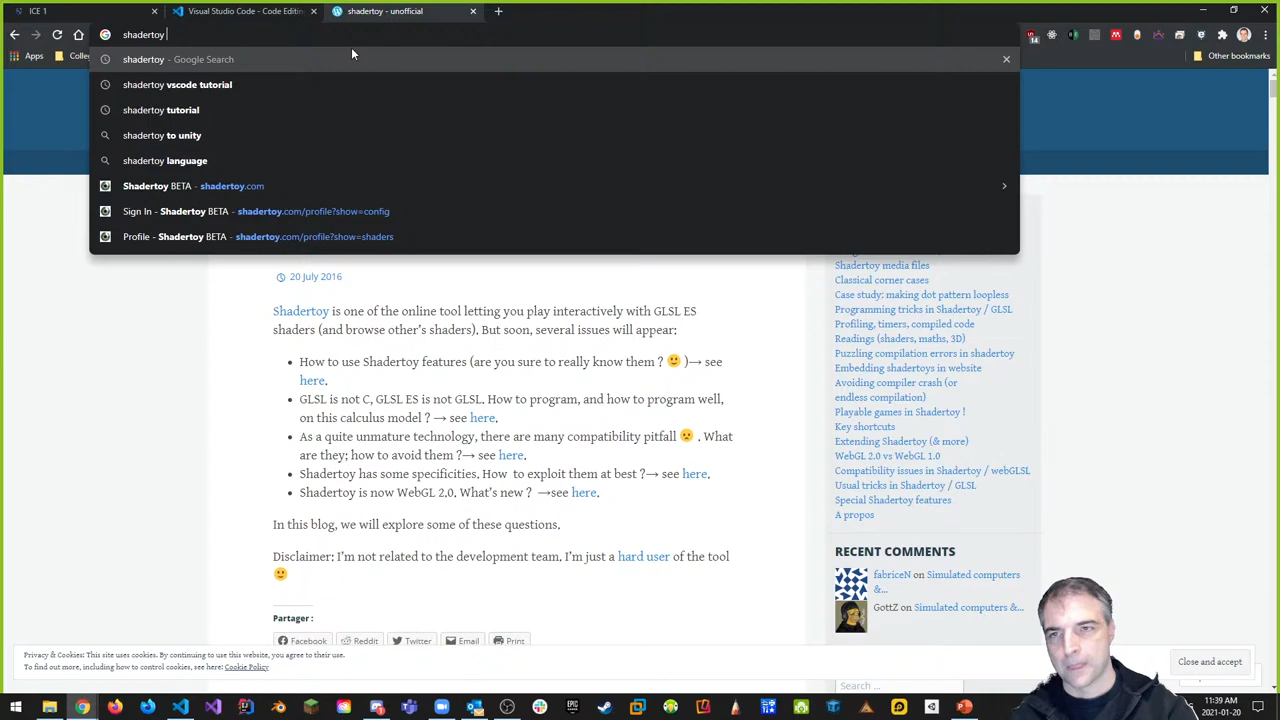 ICE 1
Visual Studio Code - Code Editin
shadertoy - unofficial
shadertoy
Apps
Colle
Other bookmarks
14
shadertoy - Google Search
shadertoy vscode tutorial
shadertoy tutorial
shadertoy to unity
shadertoy language
Shadertoy BETA - shadertoy.com
Sign In - Shadertoy BETA - shadertoy.com/profile?show=config
Profile - Shadertoy BETA - shadertoy.com/profile?show=shaders
20 July 2016
Shadertoy is one of the online tool letting you play interactively with GLSL ES
shaders (and browse other's shaders). But soon, several issues will appear:
How to use Shadertoy features (are you sure to really know them ? 🙂 )→ see
here.
GLSL is not C, GLSL ES is not GLSL. How to program, and how to program well,
on this calculus model ? → see here.
As a quite unmature technology, there are many compatibility pitfall 🙁 . What
are they; how to avoid them ?→ see here.
Shadertoy has some specificities. How to exploit them at best ?→ see here.
Shadertoy is now WebGL 2.0. What's new ? →see here.
In this blog, we will explore some of these questions.
Disclaimer: I'm not related to the development team. I'm just a hard user of the tool
🙂
Partager :
Facebook
Reddit
Twitter
Email
Print
Shadertoy media files
Classical corner cases
Case study: making dot pattern loopless
Programming tricks in Shadertoy / GLSL
Profiling, timers, compiled code
Readings (shaders, maths, 3D)
Puzzling compilation errors in shadertoy
Embedding shadertoys in website
Avoiding compiler crash (or
endless compilation)
Playable games in Shadertoy !
Key shortcuts
Extending Shadertoy (& more)
WebGL 2.0 vs WebGL 1.0
Compatibility issues in Shadertoy / webGLSL
Usual tricks in Shadertoy / GLSL
Special Shadertoy features
A propos
RECENT COMMENTS
fabriceN on Simulated computers
&...
GottZ on Simulated computers &...
Privacy & Cookies: This site uses cookies. By continuing to use this website, you agree to their use.
To find out more, including how to control cookies, see here: Cookie Policy
Close and accept
Search ...
11:39 AM
2021-01-20